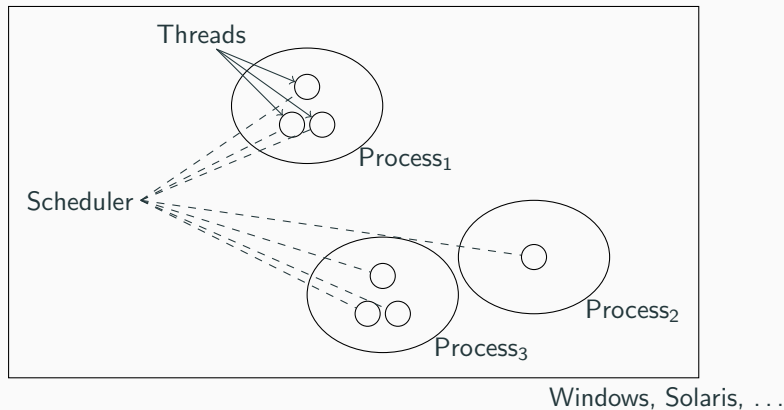 Threads
Process₁
Scheduler
Process₂
Process₃
Windows, Solaris, ...